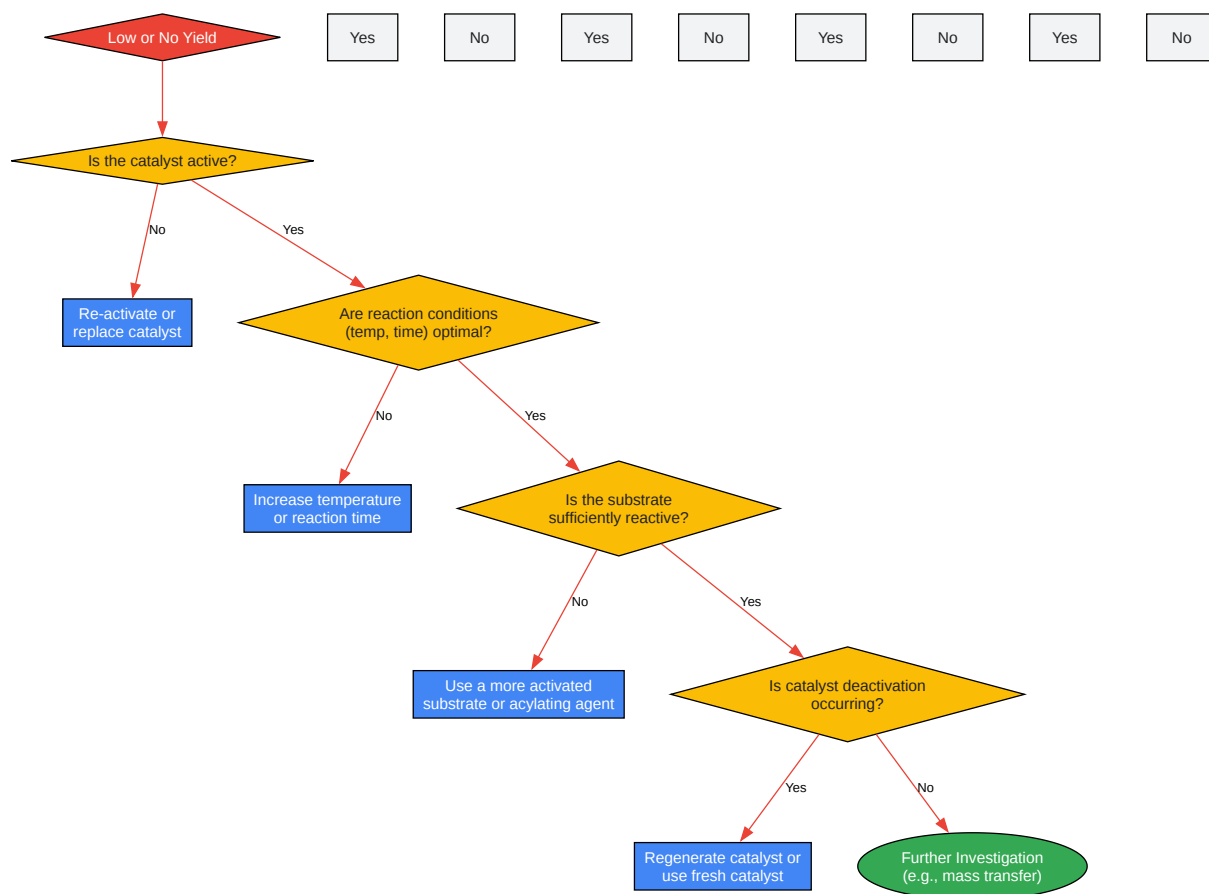 Low or No Yield
Yes
No
Yes
No
Yes
No
Yes
No
Is the catalyst active?
No
Yes
Re-activate or
replace catalyst
Are reaction conditions
(temp, time) optimal?
No
Yes
Increase temperature
or reaction time
Is the substrate
sufficiently reactive?
No
Yes
Use a more activated
substrate or acylating agent
Is catalyst deactivation
occurring?
Yes
No
Regenerate catalyst or
use fresh catalyst
Further Investigation
(e.g., mass transfer)